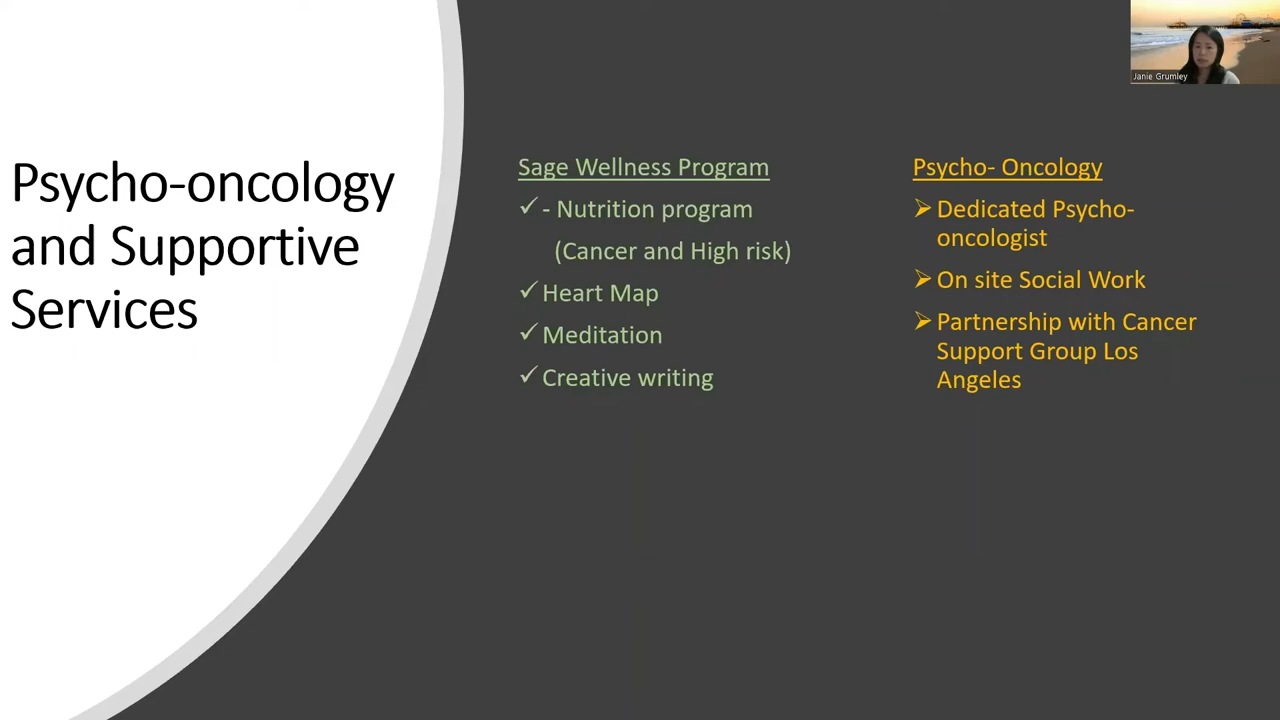 Psycho-oncology
and Supportive
Services
Sage Wellness Program
✓ - Nutrition program
(Cancer and High risk)
✓ Heart Map
✓ Meditation
✓ Creative writing
Psycho- Oncology
➢ Dedicated Psycho-
oncologist
➢ On site Social Work
➢ Partnership with Cancer
Support Group Los
Angeles
Janie Grumley